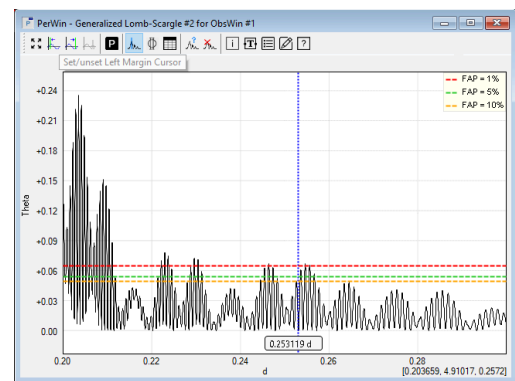 PerWin - Generalized Lomb-Scargle #2 for ObsWin #1
P
Set/unset Left Margin Cursor
FAP = 1%
FAP = 5%
FAP = 10%
+0.24
+0.21
+0.18
+0.15
+0.12
+0.09
+0.06
+0.03
0.00
Theta
0.253119 d
0.20
0.22
0.24
0.26
0.28
d
[0.203659, 4.91017, 0.2572]